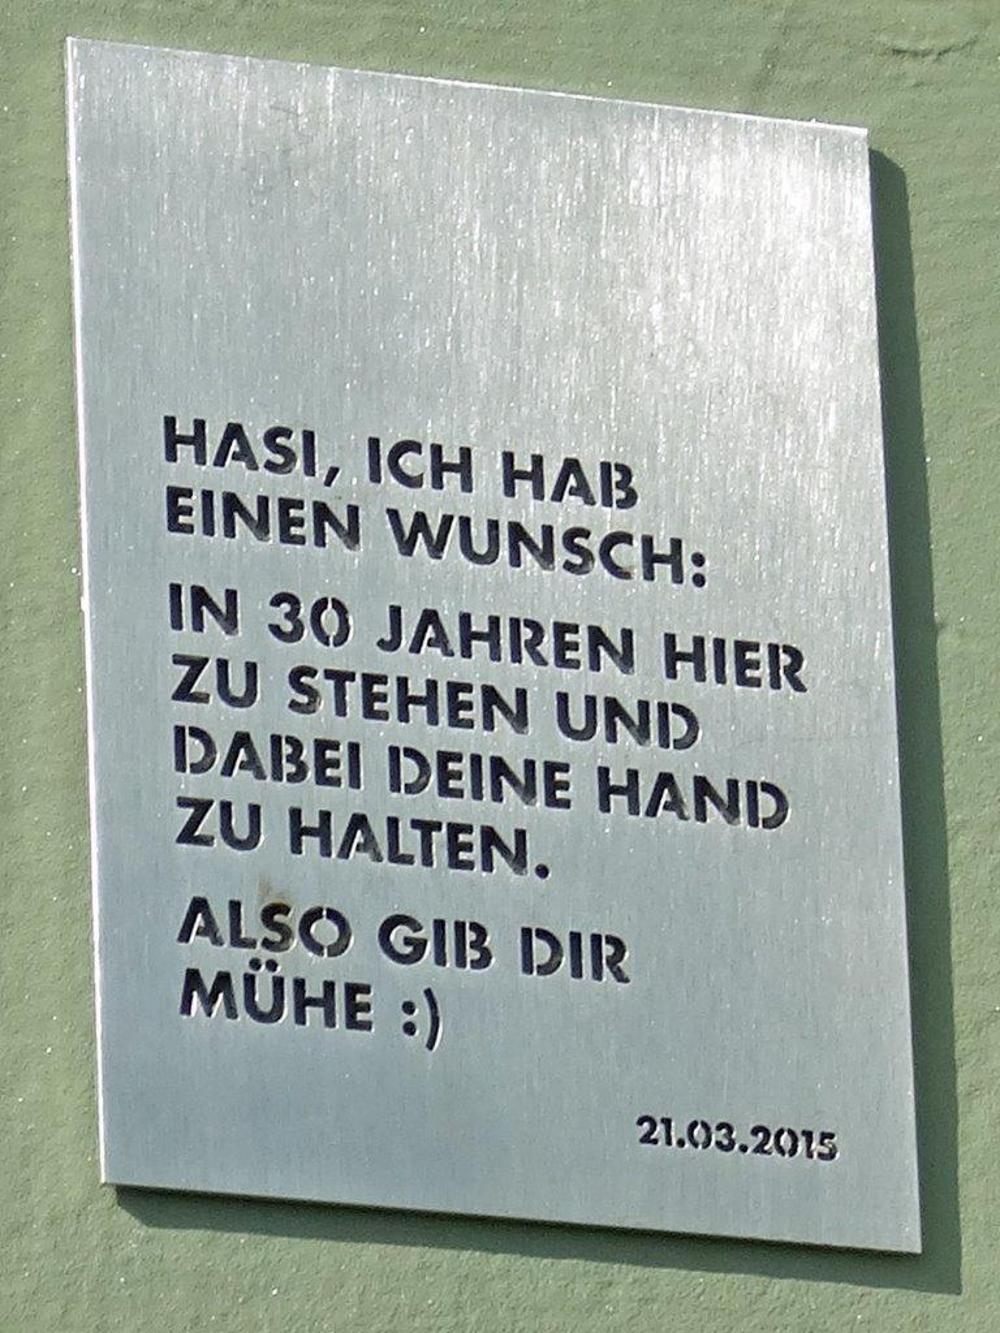 HASI, ICH HAB
EINEN WUNSCH:
IN 30 JAHREN HIER
ZU STEHEN UND
DABEI DEINE HAND
ZU HALTEN.
ALSO GIB DIR
MÜHE :)
21.03.2015